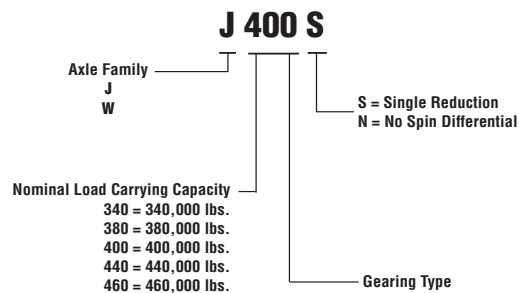 J 400 S
Axle Family
J
W
S = Single Reduction
N = No Spin Differential
Nominal Load Carrying Capacity
340 = 340,000 lbs.
380 = 380,000 lbs.
400 = 400,000 lbs.
440 = 440,000 lbs.
460 = 460,000 lbs.
Gearing Type